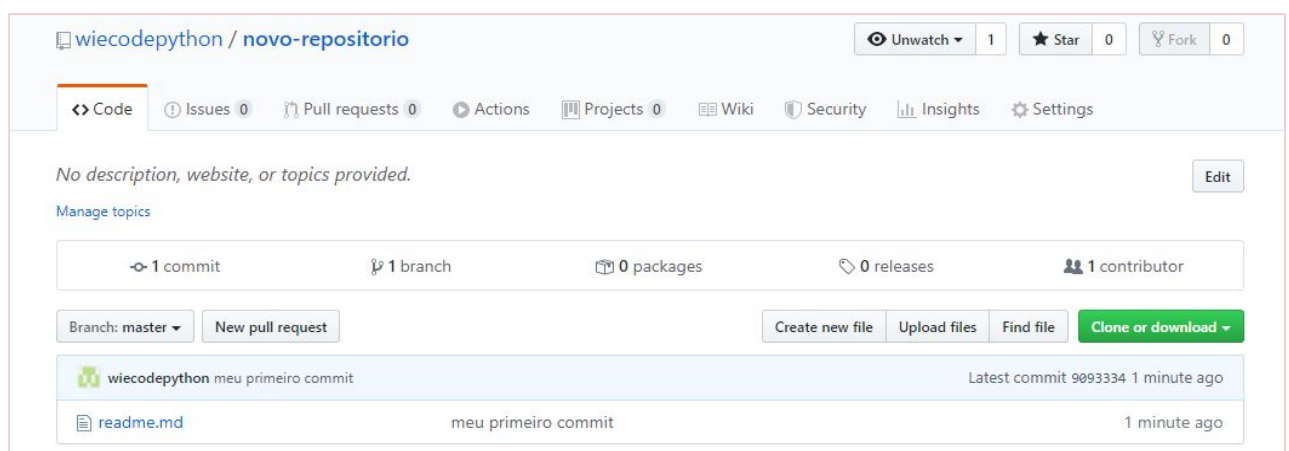 wiecodepython / novo-repositorio Unwatch 1 Star 0 Fork 0
Code Issues 0 Pull requests 0 Actions Projects 0 Wiki Security Insights Settings
No description, website, or topics provided. Edit
Manage topics
1 commit 1 branch 0 packages 0 releases 1 contributor
Branch: master New pull request Create new file Upload files Find file Clone or download
wiecodepython meu primeiro commit Latest commit 9093334 1 minute ago
readme.md meu primeiro commit 1 minute ago